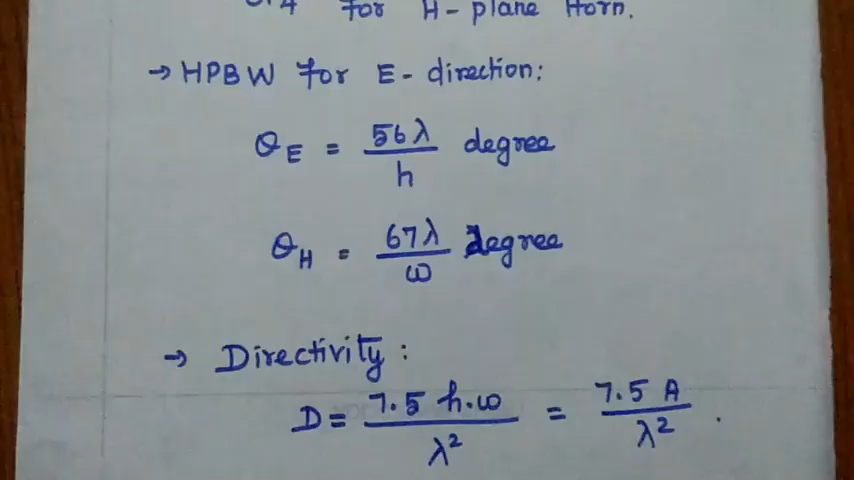 for H-plane Horn.
→ HPBW for E-direction:
θE = 56λ/h degree
θH = 67λ/ω degree
→ Directivity:
D = 7.5 h.ω/λ² = 7.5 A/λ².